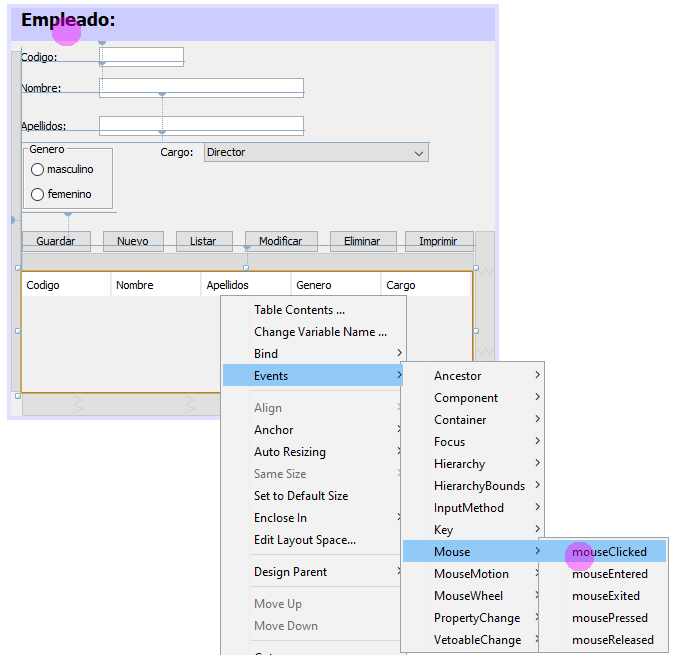 Empleado:
Codigo:
Nombre:
Apellidos:
Genero
masculino
femenino
Cargo: Director
Guardar Nuevo Listar Modificar Eliminar Imprimir
Codigo Nombre Apellidos Genero Cargo
Table Contents ...
Change Variable Name ...
Bind
Events
Align
Anchor
Auto Resizing
Same Size
Set to Default Size
Enclose In
Edit Layout Space...
Design Parent
Move Up
Move Down
Ancestor
Component
Container
Focus
Hierarchy
HierarchyBounds
InputMethod
Key
Mouse
MouseMotion
MouseWheel
PropertyChange
VetoableChange
mouseClicked
mouseEntered
mouseExited
mousePressed
mouseReleased